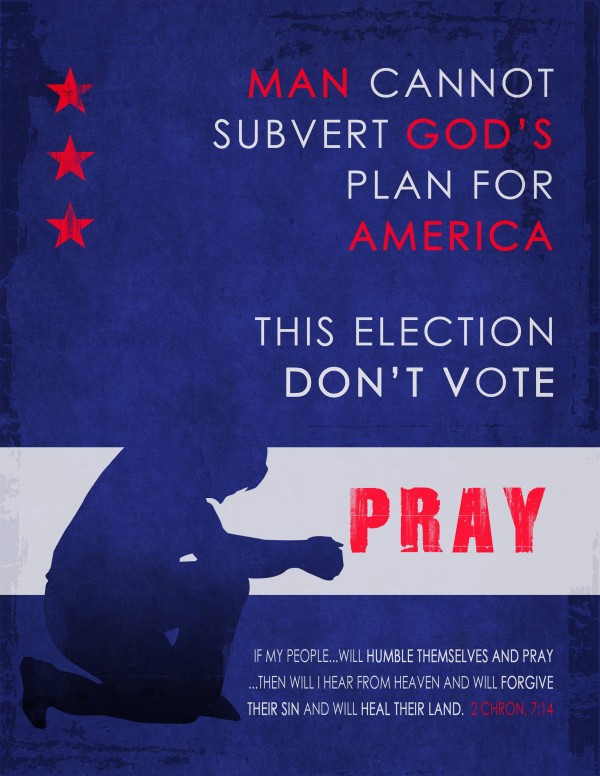 MAN CANNOT
SUBVERT GOD'S
PLAN FOR
AMERICA
THIS ELECTION
DON'T VOTE
PRAY
IF MY PEOPLE...WILL HUMBLE THEMSELVES AND PRAY
...THEN WILL I HEAR FROM HEAVEN AND WILL FORGIVE
THEIR SIN AND WILL HEAL THEIR LAND. 2 CHRON. 7:14